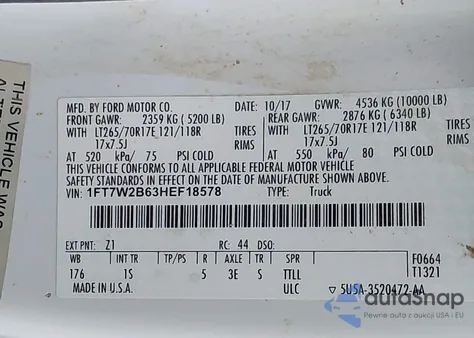 THIS VEHICLE WAS
MFD. BY FORD MOTOR CO.
10/17 GVWR: 4536 KG (10000 LB)
FRONT GAWR: 2359 KG (5200 LB)
REAR GAWR: 2876 KG (6340 LB)
WITH LT265/70R17E 121/118R TIRES
WITH LT265/70R17E 121/118R TIRES
17x7.5J RIMS
17x7.5J RIMS
AT 520 kPa/ 75 PSI COLD
AT 550 kPa/ 80 PSI COLD
THIS VEHICLE CONFORMS TO ALL APPLICABLE FEDERAL MOTOR VEHICLE
SAFETY STANDARDS IN EFFECT ON THE DATE OF MANUFACTURE SHOWN ABOVE.
VIN: 1FT7W2B63HEF18578 TYPE: Truck
EXT PNT: Z1 RC: 44 DSO:
WB INT TR TP/PS R AXLE TR SPR
176 1S 5 3E S TTLL
F0664
T1321
MADE IN U.S.A. ULC ▽ 5U5A-3520472-AA
autosnap
Pewne auto z USA i EU